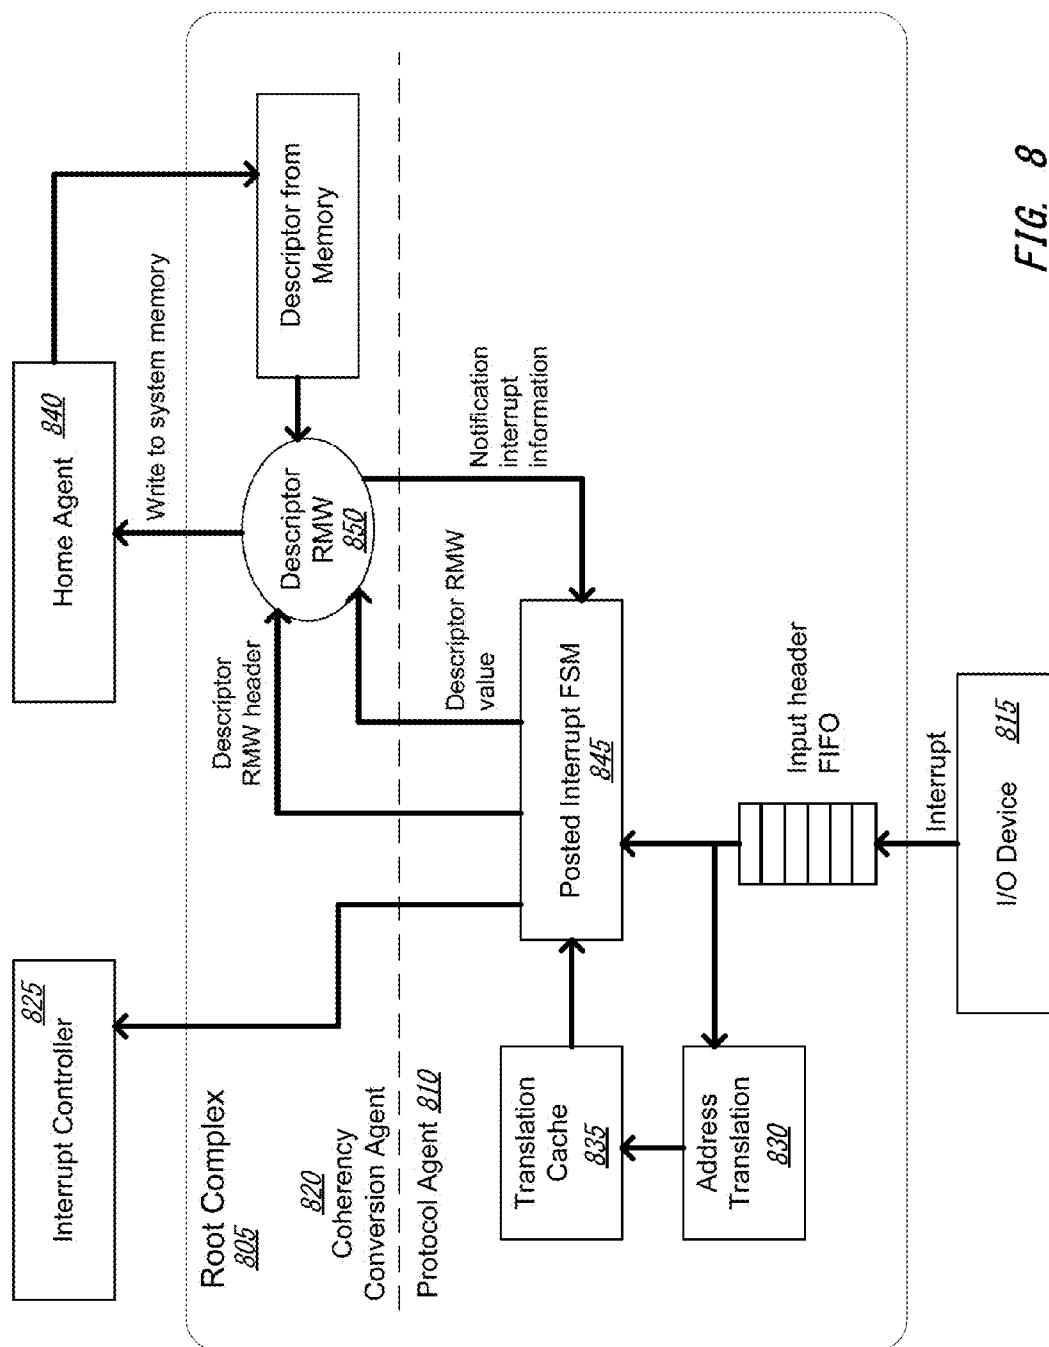 Interrupt Controller
825
Home Agent 840
Write to system memory
Root Complex
805
Descriptor
RMW header
Descriptor
RMW
850
Descriptor from
Memory
820
Coherency
Conversion Agent
Protocol Agent 810
Descriptor RMW
value
Notification
interrupt
information
Translation
Cache
835
Posted Interrupt FSM
845
Address
Translation
830
Input header
FIFO
Interrupt
I/O Device 815
FIG. 8